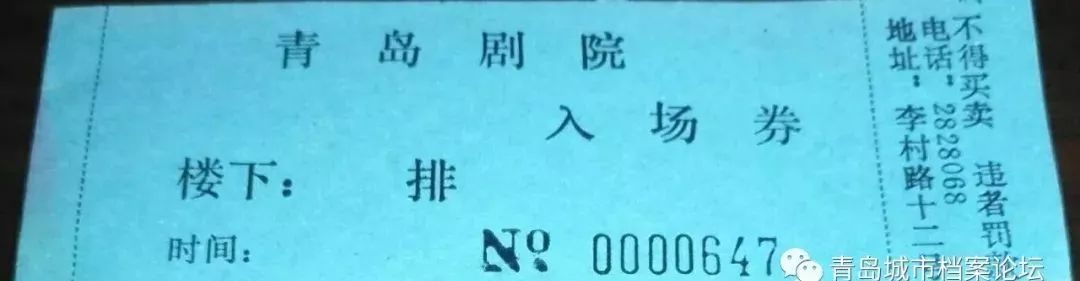 青岛剧院
入场券
楼下： 排
时间：
№ 0000647
不得买卖 违者罚
电话：2828068
地址：李村路十二
青岛城市档案论坛